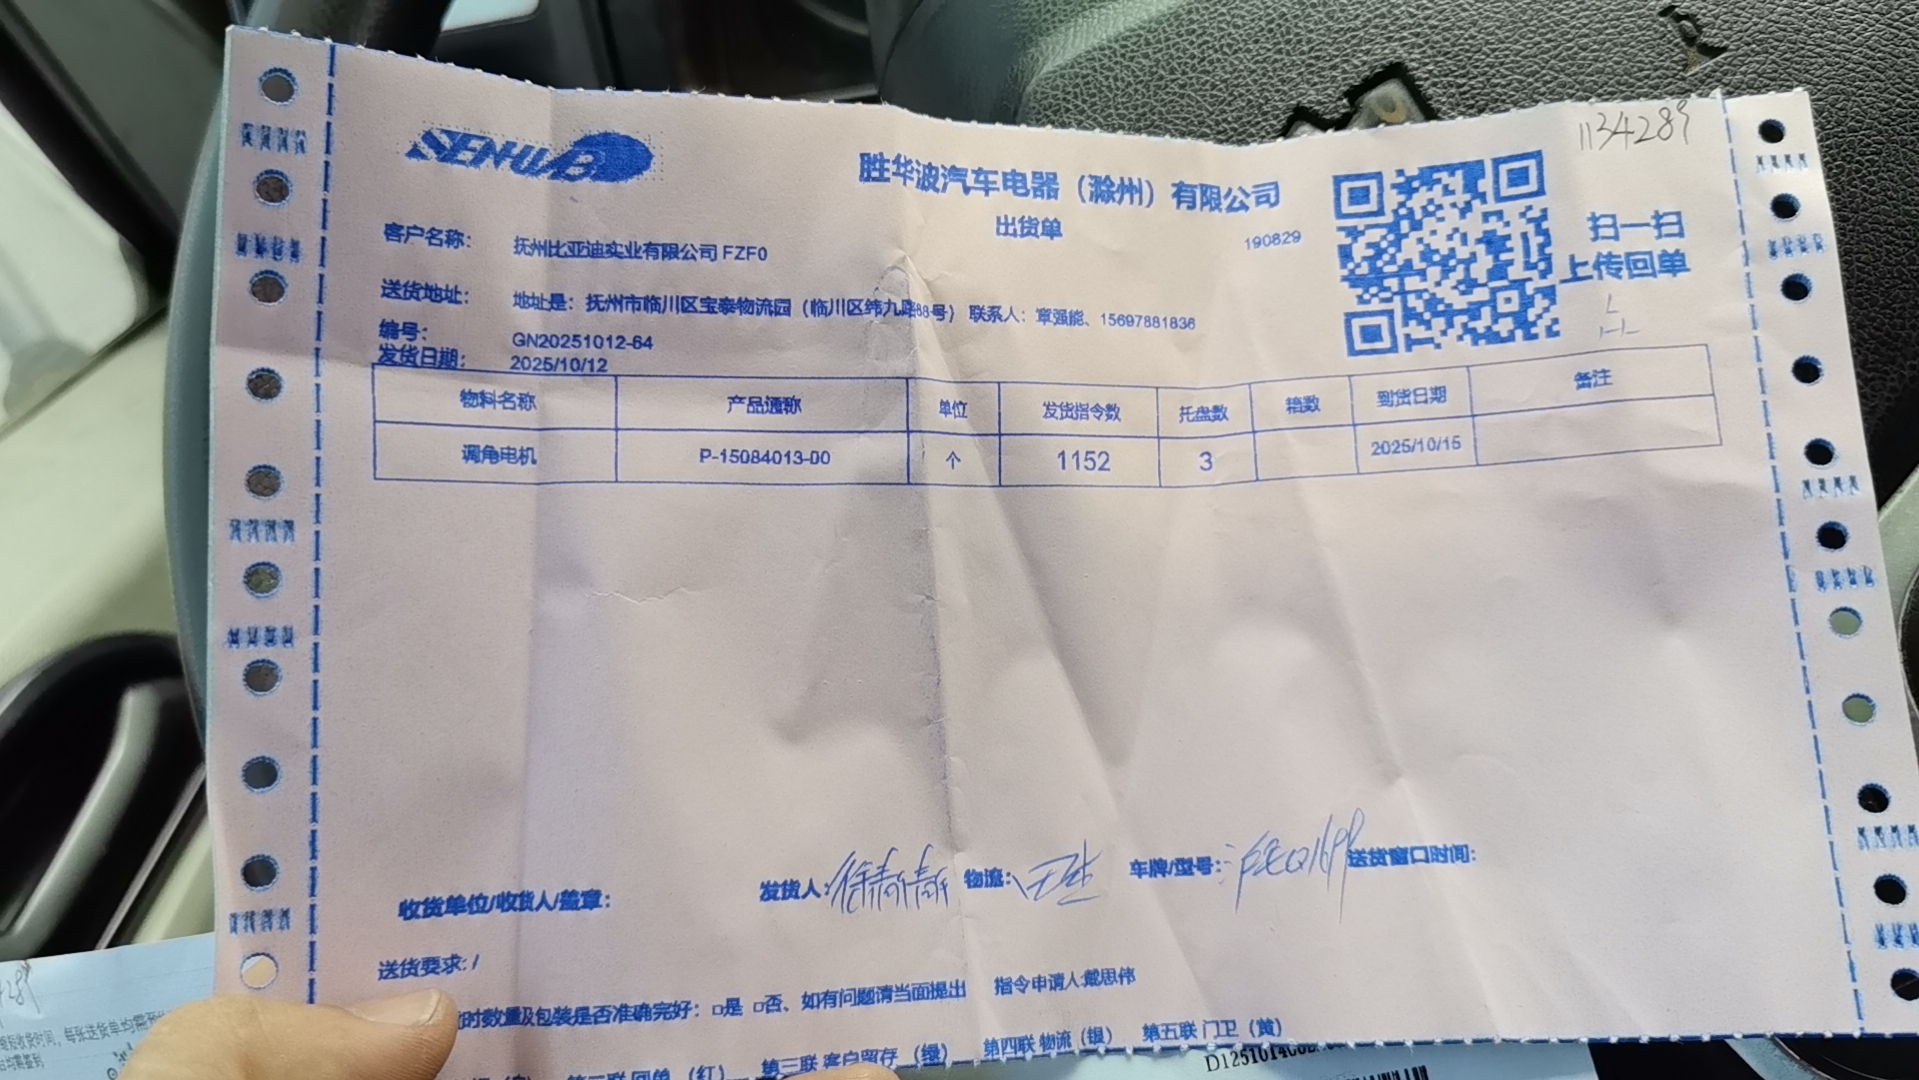 1134289
SENHWB
胜华波汽车电器（滁州）有限公司
出货单
190829
扫一扫
上传回单
客户名称： 抚州比亚迪实业有限公司 FZF0
送货地址： 地址是：抚州市临川区宝泰物流园（临川区纬九路88号） 联系人：章强能、15697881836
编号： GN20251012-64
发货日期： 2025/10/12
物料名称 产品通称 单位 发货指令数 托盘数 箱数 到货日期 备注
调角电机 P-15084013-00 个 1152 3 2025/10/15
收货单位/收货人/盖章： 发货人： 物流： 车牌/型号： 送货窗口时间：
送货要求：/
时数量及包装是否准确完好：□是 □否、如有问题请当面提出 指令申请人:戴思伟
第二联 回单（红） 第三联 客户留存（绿） 第四联 物流（银） 第五联 门卫（黄）